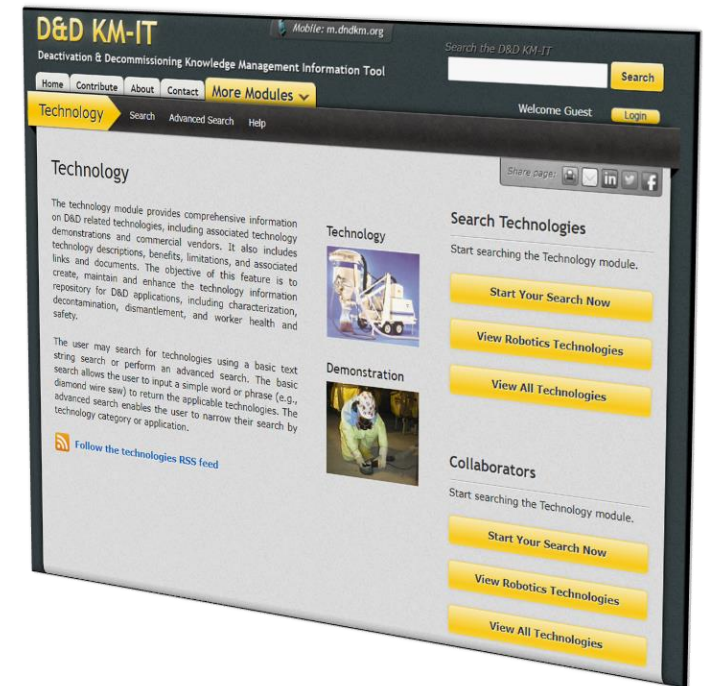 D&D KM-IT
Mobile: m.dndkm.org
Search the D&D KM-IT
Deactivation & Decommissioning Knowledge Management Information Tool
Search
Home Contribute About Contact More Modules
Welcome Guest Login
Technology Search Advanced Search Help
Share page:
Technology
The technology module provides comprehensive information
on D&D related technologies, including associated technology
demonstrations and commercial vendors. It also includes
technology descriptions, benefits, limitations, and associated
links and documents. The objective of this feature is to
create, maintain and enhance the technology information
repository for D&D applications, including characterization,
decontamination, dismantlement, and worker health and
safety.
The user may search for technologies using a basic text
string search or perform an advanced search. The basic
search allows the user to input a simple word or phrase (e.g.,
diamond wire saw) to return the applicable technologies. The
advanced search enables the user to narrow their search by
technology category or application.
Follow the technologies RSS feed
Technology
Demonstration
Search Technologies
Start searching the Technology module.
Start Your Search Now
View Robotics Technologies
View All Technologies
Collaborators
Start searching the Technology module.
Start Your Search Now
View Robotics Technologies
View All Technologies